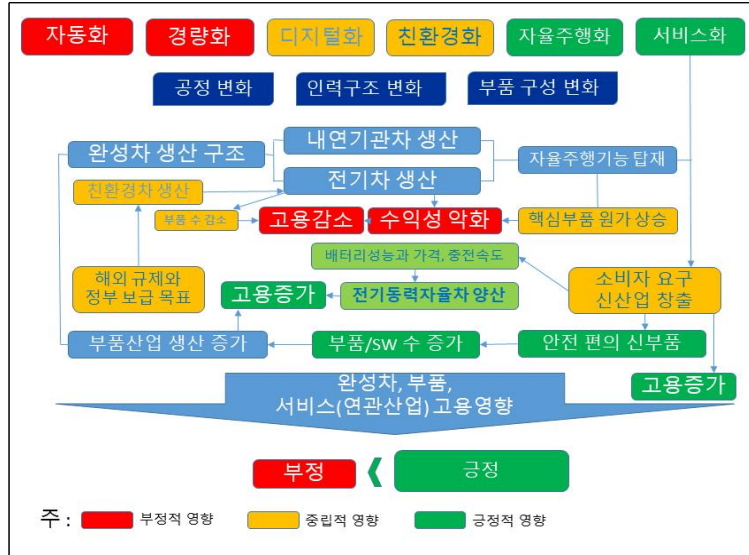 자동화
경량화
디지털화
친환경화
자율주행화
서비스화
공정 변화
인력구조 변화
부품 구성 변화
내연기관차 생산
완성차 생산 구조
자율주행기능 탑재
전기차 생산
친환경차 생산
부품 수 감소
고용감소
수익성 악화
핵심부품 원가 상승
배터리성능과 가격, 충전속도
해외 규제와
정부 보급 목표
고용증가
전기동력자율차 양산
소비자 요구
신산업 창출
부품산업 생산 증가
부품/SW 수 증가
안전 편의 신부품
고용증가
완성차, 부품,
서비스(연관산업) 고용영향
부정
긍정
주 :
부정적 영향
중립적 영향
긍정적 영향